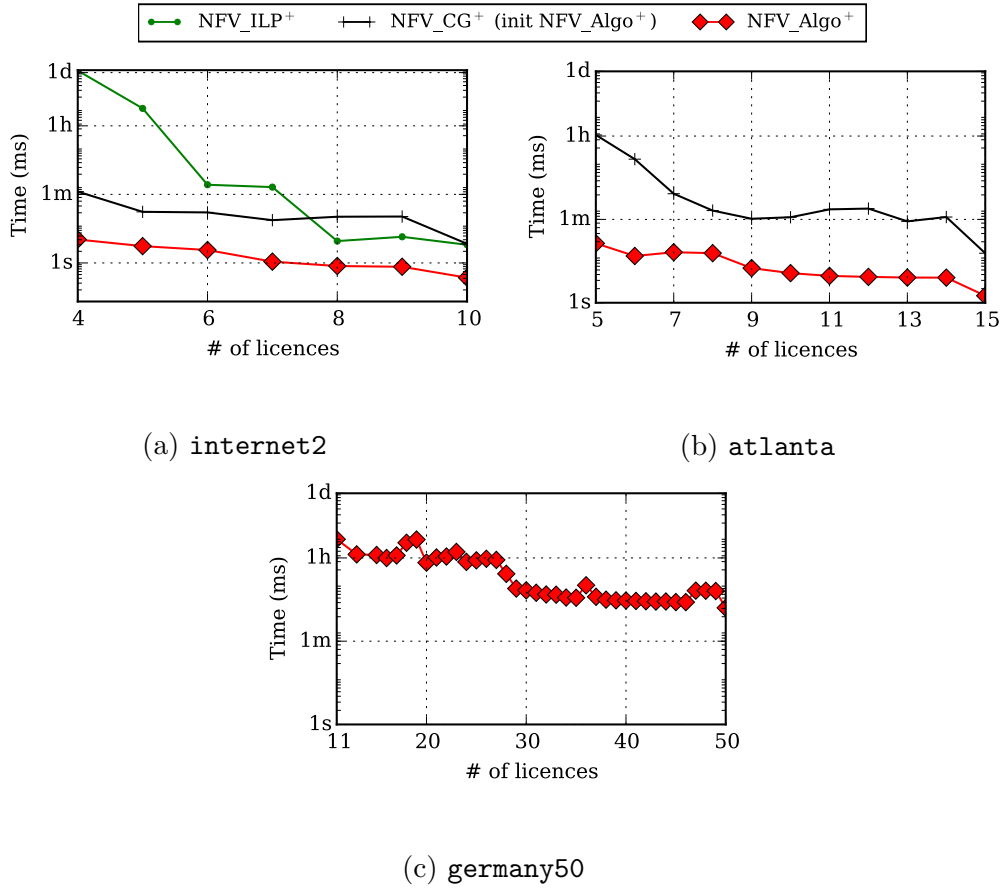 NFV_ILP⁺ NFV_CG⁺ (init NFV_Algo⁺) NFV_Algo⁺
1d
1h
1m
1s
Time (ms)
4 6 8 10
# of licences
(a) internet2
1d
1h
1m
1s
Time (ms)
5 7 9 11 13 15
# of licences
(b) atlanta
1d
1h
1m
1s
Time (ms)
11 20 30 40 50
# of licences
(c) germany50